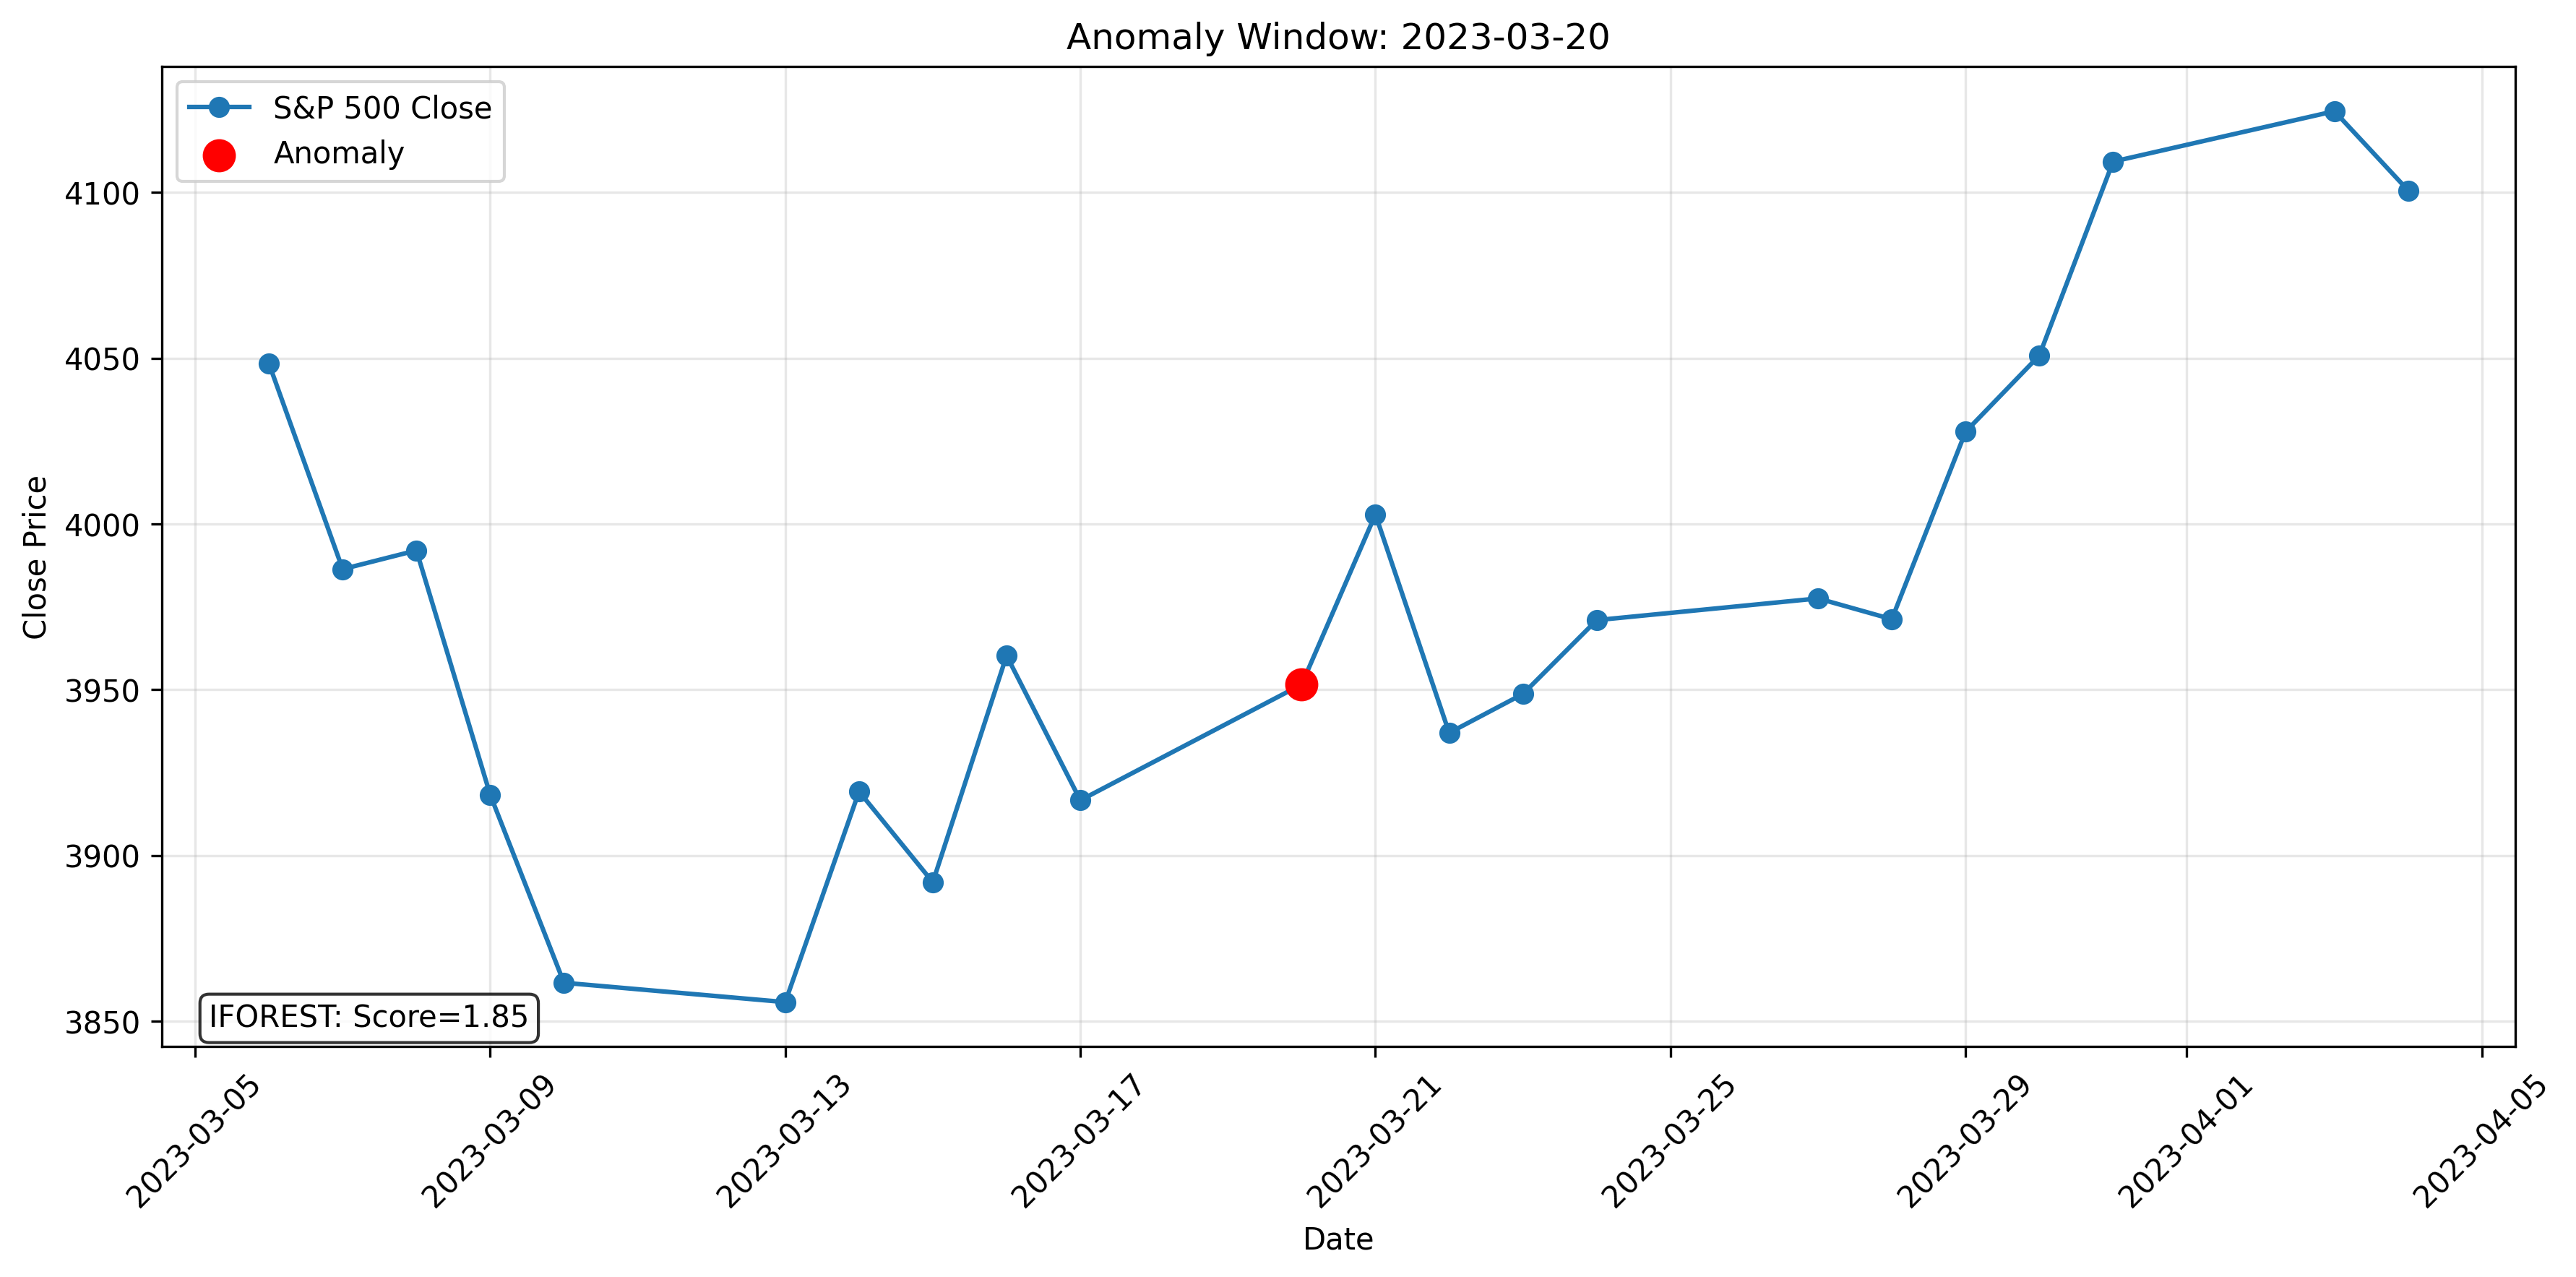 Anomaly Window: 2023-03-20
S&P 500 Close
Anomaly
4100
4050
4000
3950
3900
3850
Close Price
IFOREST: Score=1.85
2023-03-05
2023-03-09
2023-03-13
2023-03-17
2023-03-21
2023-03-25
2023-03-29
2023-04-01
2023-04-05
Date